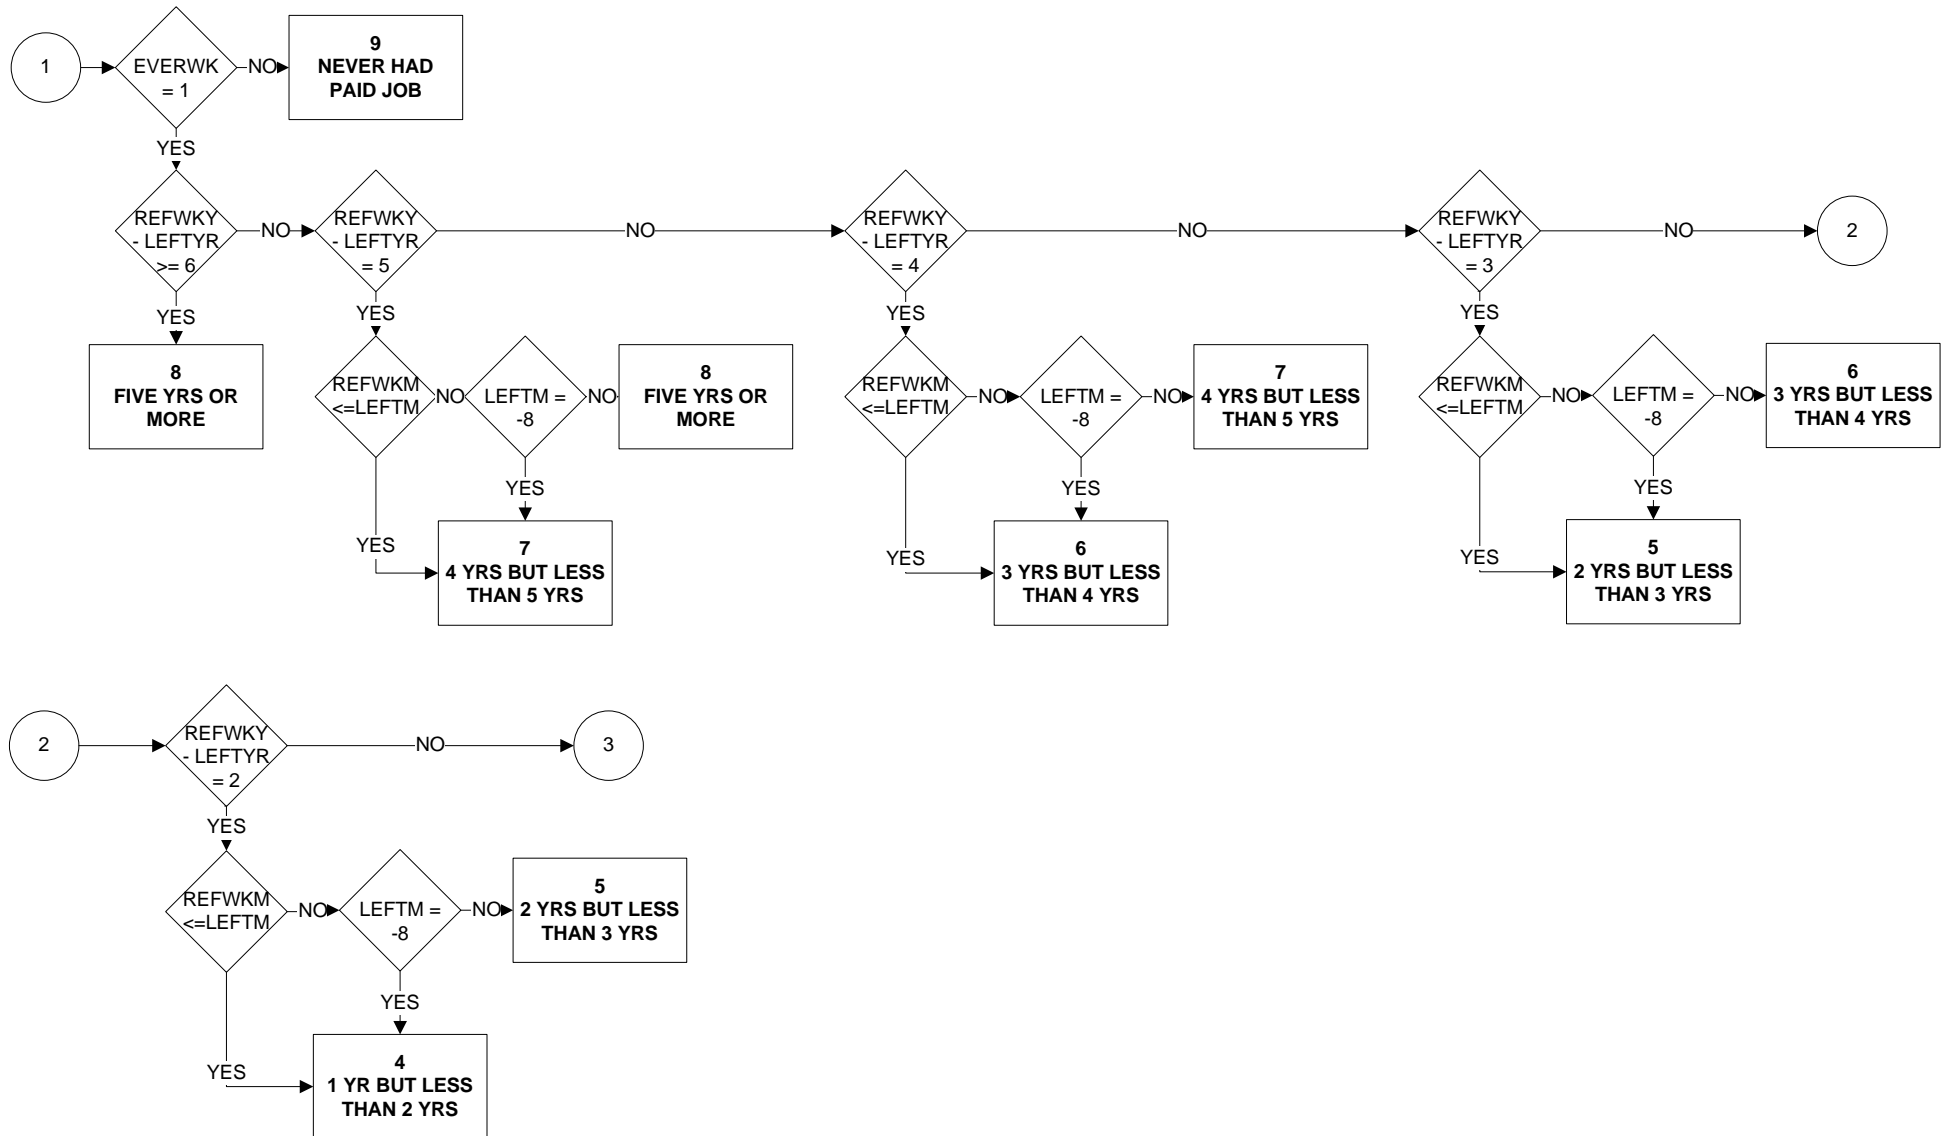 1
EVERWK
= 1
NO
9
NEVER HAD
PAID JOB
YES
REFWKY
- LEFTYR
>= 6
NO
REFWKY
- LEFTYR
= 5
NO
REFWKY
- LEFTYR
= 4
NO
REFWKY
- LEFTYR
= 3
NO
2
YES
YES
YES
YES
8
FIVE YRS OR
MORE
REFWKM
<=LEFTM
NO
LEFTM =
-8
NO
8
FIVE YRS OR
MORE
REFWKM
<=LEFTM
NO
LEFTM =
-8
NO
7
4 YRS BUT LESS
THAN 5 YRS
REFWKM
<=LEFTM
NO
LEFTM =
-8
NO
6
3 YRS BUT LESS
THAN 4 YRS
YES
YES
YES
YES
7
4 YRS BUT LESS
THAN 5 YRS
YES
6
3 YRS BUT LESS
THAN 4 YRS
YES
5
2 YRS BUT LESS
THAN 3 YRS
2
REFWKY
- LEFTYR
= 2
NO
3
YES
REFWKM
<=LEFTM
NO
LEFTM =
-8
NO
5
2 YRS BUT LESS
THAN 3 YRS
YES
YES
4
1 YR BUT LESS
THAN 2 YRS